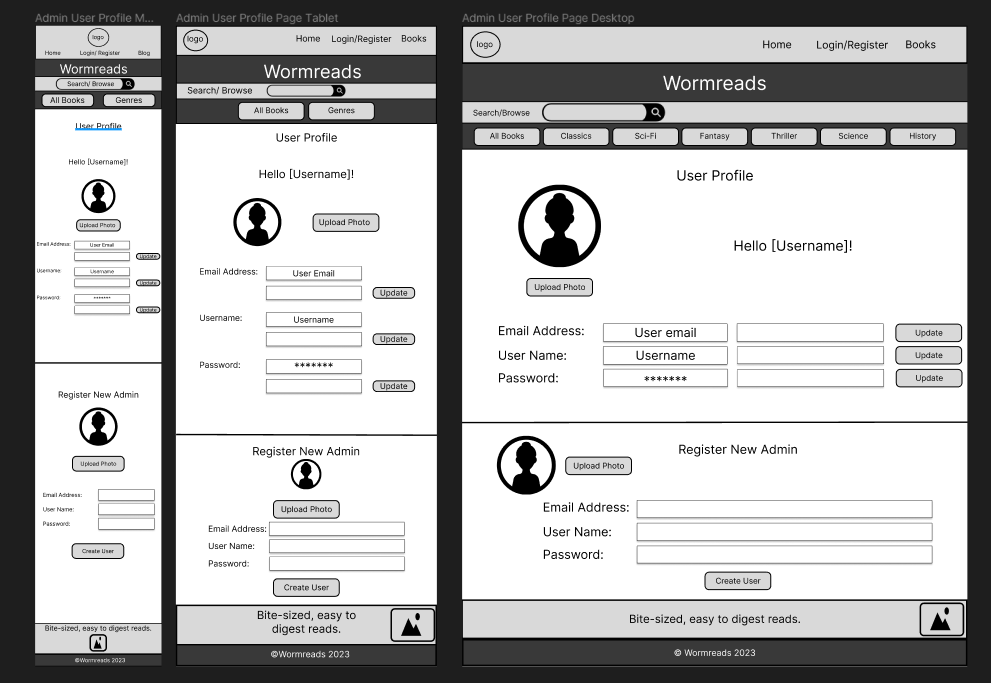 Admin User Profile M...
logo
Home Login/ Register Blog
Wormreads
Search/ Browse
All Books Genres
User Profile
Hello [Username]!
Upload Photo
Email Address: User Email
Update
Username: Username
Update
Password: *******
Update
Register New Admin
Upload Photo
Email Address:
User Name:
Password:
Create User
Bite-sized, easy to digest reads.
©Wormreads 2023
Admin User Profile Page Tablet
logo
Home Login/Register Books
Wormreads
Search/ Browse
All Books Genres
User Profile
Hello [Username]!
Upload Photo
Email Address: User Email
Update
Username: Username
Update
Password: *******
Update
Register New Admin
Upload Photo
Email Address:
User Name:
Password:
Create User
Bite-sized, easy to
digest reads.
©Wormreads 2023
Admin User Profile Page Desktop
logo
Home Login/Register Books
Wormreads
Search/Browse
All Books Classics Sci-Fi Fantasy Thriller Science History
User Profile
Hello [Username]!
Upload Photo
Email Address: User email Update
User Name: Username Update
Password: ******* Update
Register New Admin
Upload Photo
Email Address:
User Name:
Password:
Create User
Bite-sized, easy to digest reads.
© Wormreads 2023